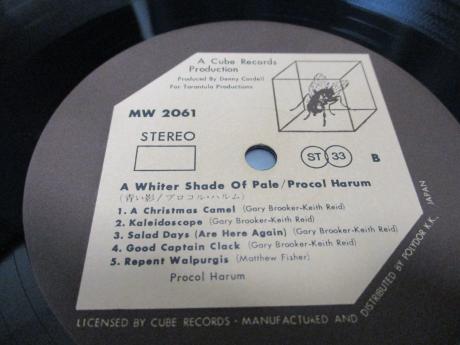 A Cube Records
Production
Produced By Denny Cordell
For Tarantula Productions
MW 2061
STEREO
ST 33
B
A Whiter Shade Of Pale/Procol Harum
(青い影/プロコル・ハルム)
1. A Christmas Camel (Gary Brooker-Keith Reid)
2. Kaleidoscope (Gary Brooker-Keith Reid)
3. Salad Days (Are Here Again) (Gary Brooker-Keith Reid)
4. Good Captain Clack (Gary Brooker-Keith Reid)
5. Repent Walpurgis (Matthew Fisher)
Procol Harum
LICENSED BY CUBE RECORDS · MANUFACTURED AND DISTRIBUTED BY POLYDOR K.K., JAPAN